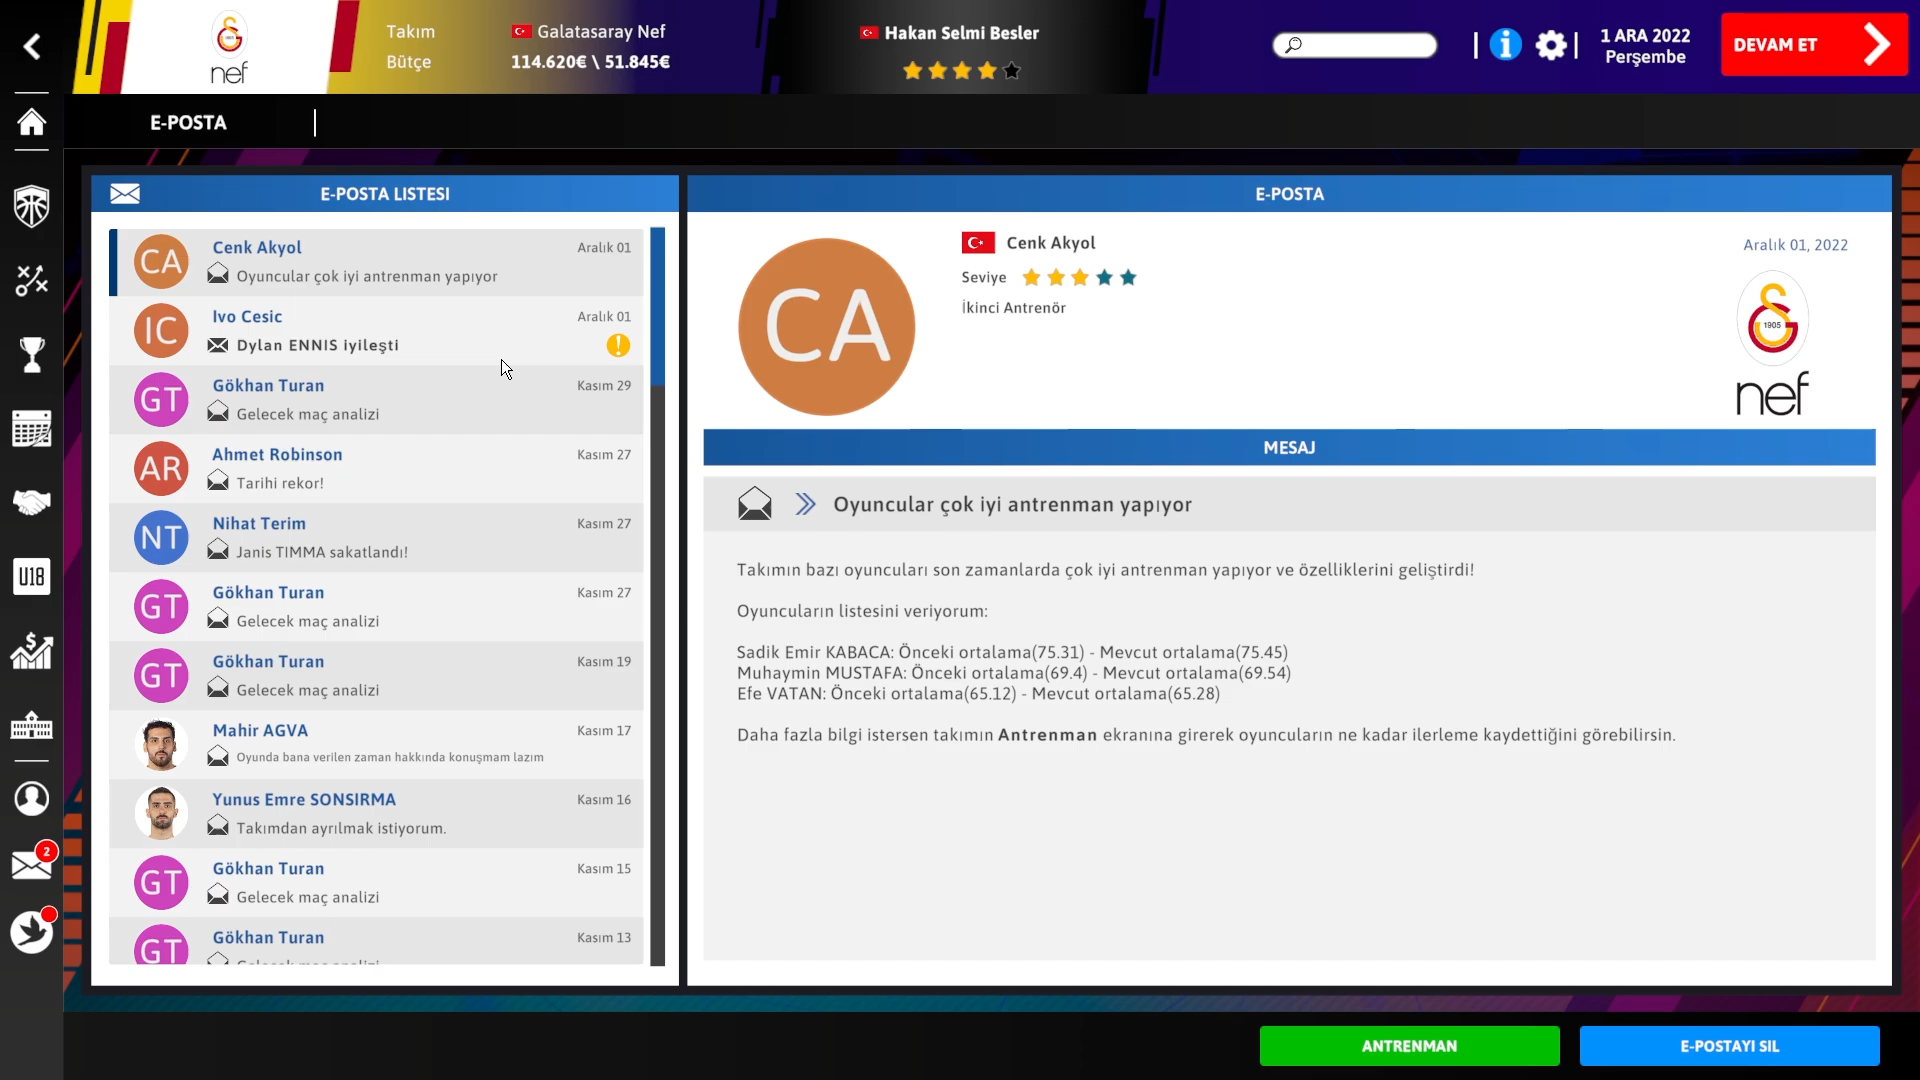 nef
Takım
Galatasaray Nef
Bütçe
114.620€ \ 51.845€
Hakan Selmi Besler
1 ARA 2022
Perşembe
DEVAM ET
E-POSTA
E-POSTA LISTESI
Cenk Akyol
Aralık 01
CA
Oyuncular çok iyi antrenman yapıyor
Ivo Cesic
Aralık 01
IC
Dylan ENNIS iyileşti
Gökhan Turan
Kasım 29
GT
Gelecek maç analizi
Ahmet Robinson
Kasım 27
AR
Tarihi rekor!
Nihat Terim
Kasım 27
NT
Janis TIMMA sakatlandı!
Gökhan Turan
Kasım 27
GT
Gelecek maç analizi
Gökhan Turan
Kasım 19
GT
Gelecek maç analizi
Mahir AGVA
Kasım 17
Oyunda bana verilen zaman hakkında konuşmam lazım
Yunus Emre SONSIRMA
Kasım 16
Takımdan ayrılmak istiyorum.
Gökhan Turan
Kasım 15
GT
Gelecek maç analizi
Gökhan Turan
Kasım 13
GT
U18
2
E-POSTA
CA
Cenk Akyol
Seviye
İkinci Antrenör
Aralık 01, 2022
1905
nef
MESAJ
Oyuncular çok iyi antrenman yapıyor
Takımın bazı oyuncuları son zamanlarda çok iyi antrenman yapıyor ve özelliklerini geliştirdi!
Oyuncuların listesini veriyorum:
Sadik Emir KABACA: Önceki ortalama(75.31) - Mevcut ortalama(75.45)
Muhaymin MUSTAFA: Önceki ortalama(69.4) - Mevcut ortalama(69.54)
Efe VATAN: Önceki ortalama(65.12) - Mevcut ortalama(65.28)
Daha fazla bilgi istersen takımın Antrenman ekranına girerek oyuncuların ne kadar ilerleme kaydettiğini görebilirsin.
ANTRENMAN
E-POSTAYI SIL